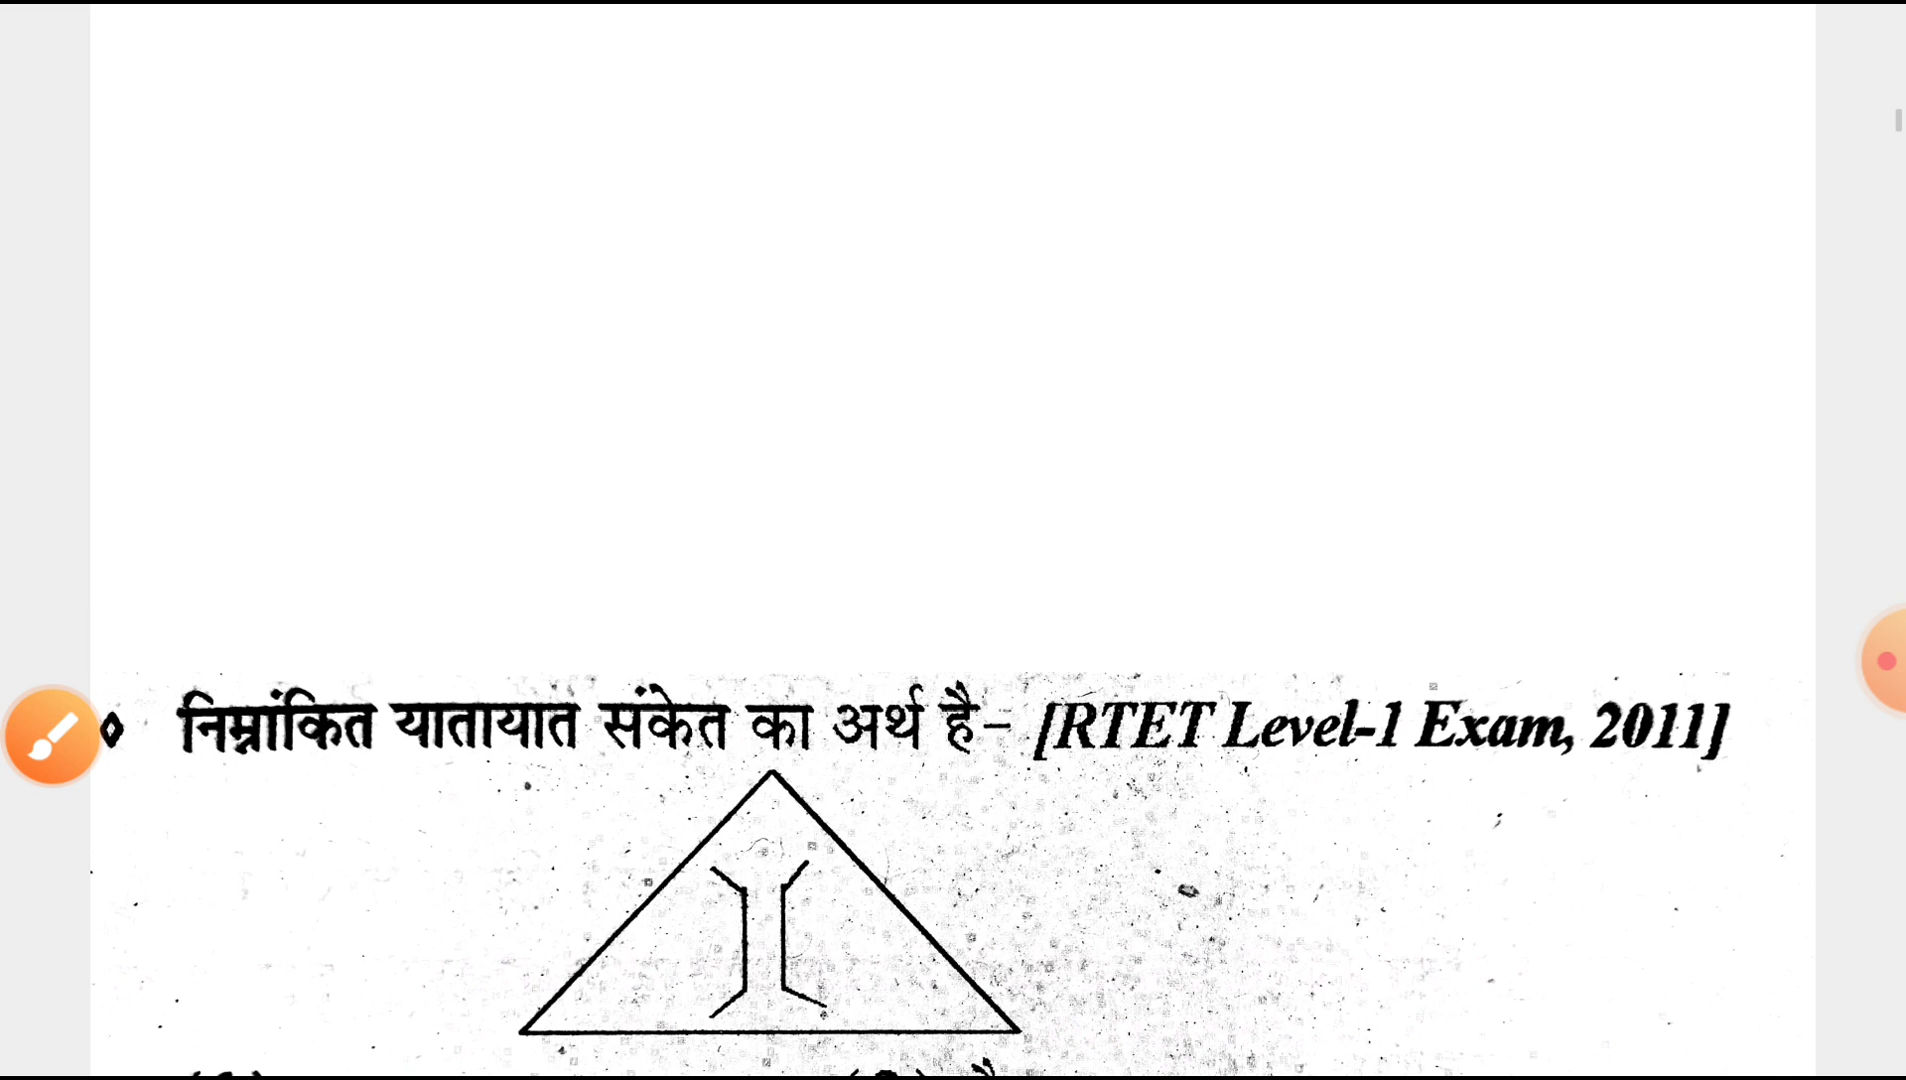 ◊ निम्नांकित यातायात संकेत का अर्थ है– [RTET Level-1 Exam, 2011]